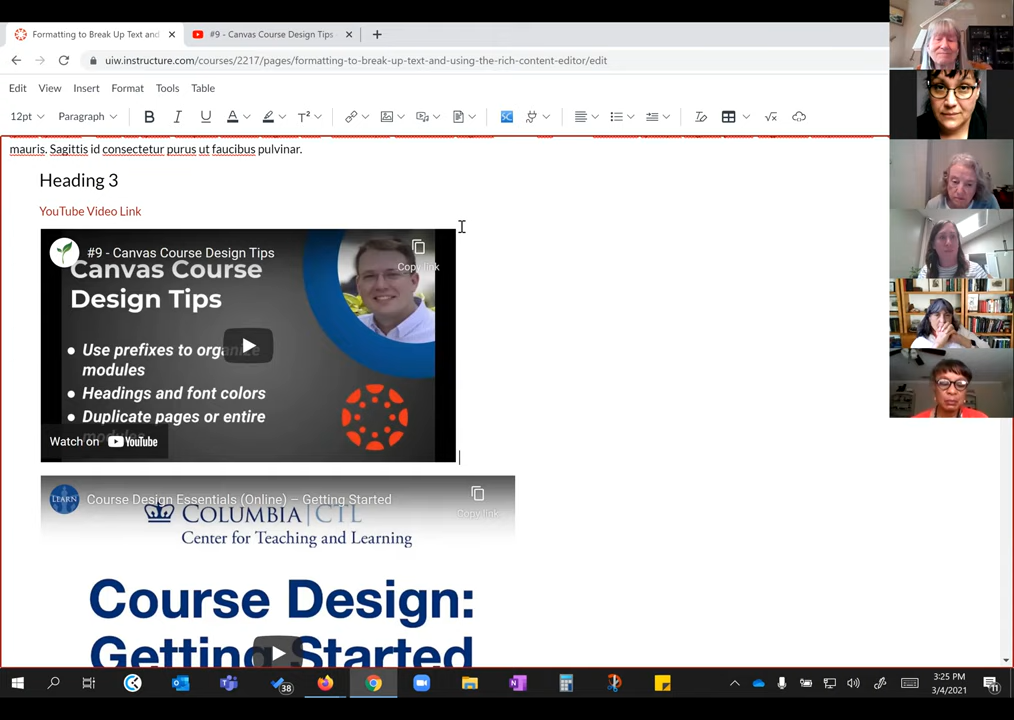 Formatting to Break Up Text and
#9 - Canvas Course Design Tips
uiw.instructure.com/courses/2217/pages/formatting-to-break-up-text-and-using-the-rich-content-editor/edit
Edit View Insert Format Tools Table
12pt Paragraph B I U A T²
mauris. Sagittis id consectetur purus ut faucibus pulvinar.
Heading 3
YouTube Video Link
#9 - Canvas Course Design Tips
Copy link
Canvas Course
Design Tips
Use prefixes to organize
modules
Headings and font colors
Duplicate pages or entire
modules
Watch on YouTube
LEARN
Course Design Essentials (Online) – Getting Started
Copy link
COLUMBIA | CTL
Center for Teaching and Learning
Course Design:
Getting Started
38
3:25 PM
3/4/2021
11